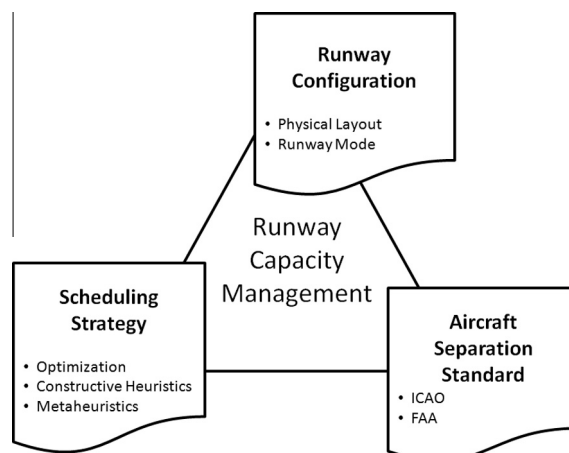 Runway
Configuration
• Physical Layout
• Runway Mode
Runway
Capacity
Management
Scheduling
Strategy
• Optimization
• Constructive Heuristics
• Metaheuristics
Aircraft
Separation
Standard
• ICAO
• FAA